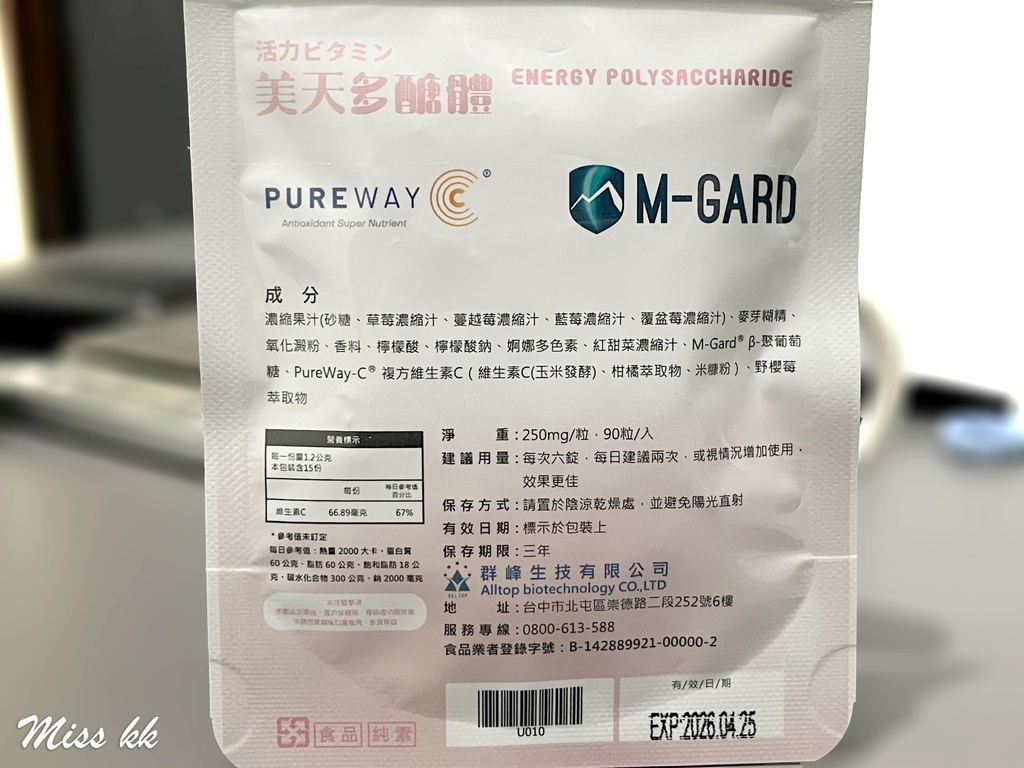 活力ビタミン
美天多醣體 ENERGY POLYSACCHARIDE
PUREWAY C®
Antioxidant Super Nutrient
M-GARD
成 分
濃縮果汁(砂糖、草莓濃縮汁、蔓越莓濃縮汁、藍莓濃縮汁、覆盆莓濃縮汁)、麥芽糊精、
氧化澱粉、香料、檸檬酸、檸檬酸鈉、婀娜多色素、紅甜菜濃縮汁、M-Gard® β-聚葡萄
糖、PureWay-C® 複方維生素C ( 維生素C(玉米發酵)、柑橘萃取物、米糠粉 )、野櫻莓
萃取物
營養標示
每一份量1.2公克
本包裝含15份
每份 每日參考值
百分比
維生素C 66.89毫克 67%
*參考值未訂定
每日參考值：熱量 2000 大卡、蛋白質
60 公克、脂肪 60 公克、飽和脂肪 18 公
克、碳水化合物 300 公克、鈉 2000 毫克
淨 重：250mg/粒．90粒/入
建議用量：每次六錠，每日建議兩次，或視情況增加使用，
效果更佳
保存方式：請置於陰涼乾燥處，並避免陽光直射
有效日期：標示於包裝上
保存期限：三年
ALLTOP
群峰生技有限公司
Alltop biotechnology CO.,LTD
地 址：台中市北屯區崇德路二段252號6樓
服務專線：0800-613-588
食品業者登錄字號：B-142889921-00000-2
食品 純素
U010
有/效/日/期
EXP:2026.04.25
Miss kk